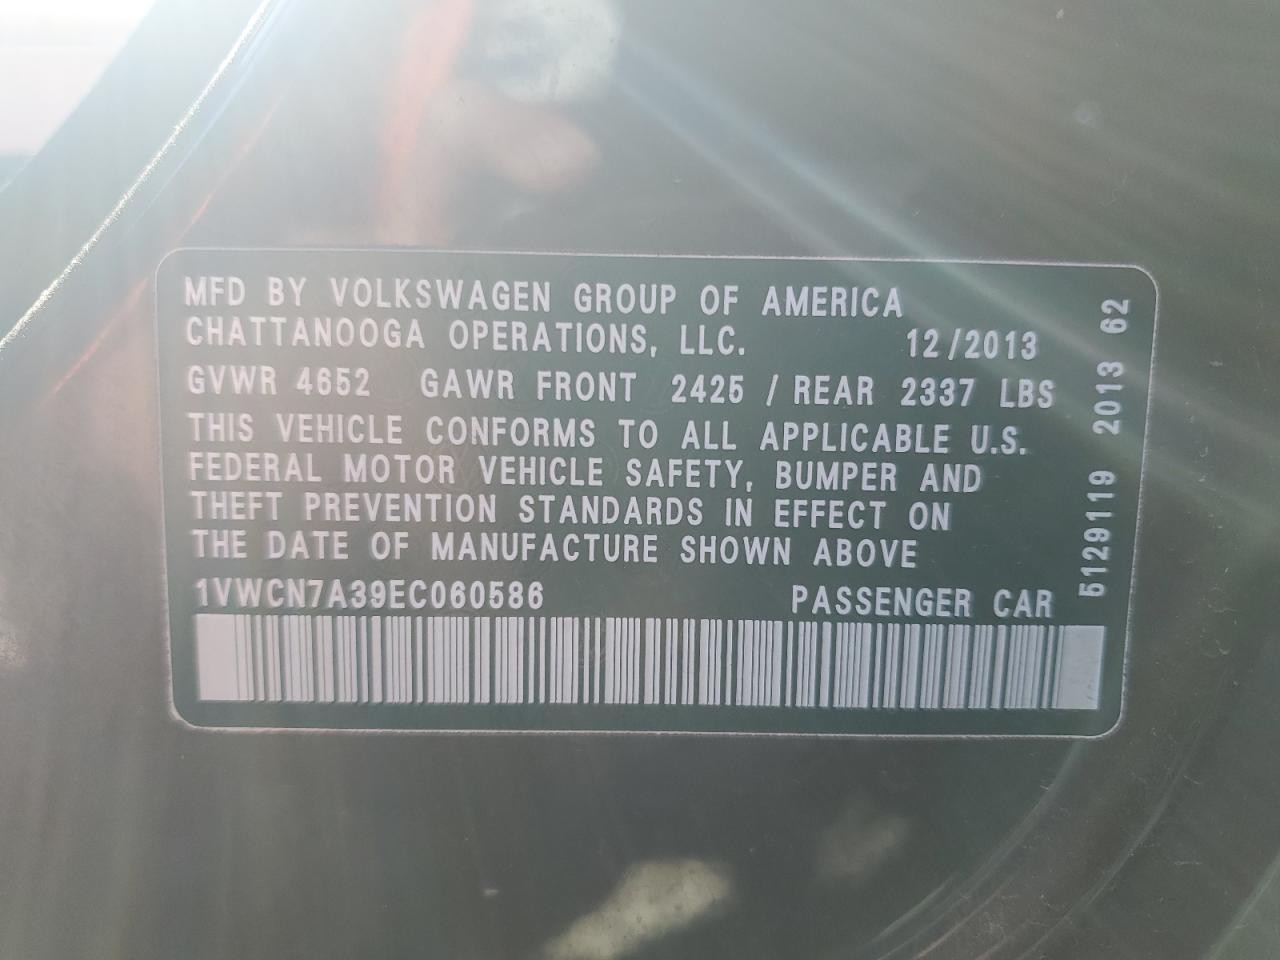 MFD BY VOLKSWAGEN GROUP OF AMERICA
CHATTANOOGA OPERATIONS, LLC. 12/2013
GVWR 4652 GAWR FRONT 2425 / REAR 2337 LBS
THIS VEHICLE CONFORMS TO ALL APPLICABLE U.S.
FEDERAL MOTOR VEHICLE SAFETY, BUMPER AND
THEFT PREVENTION STANDARDS IN EFFECT ON
THE DATE OF MANUFACTURE SHOWN ABOVE
1VWCN7A39EC060586 PASSENGER CAR
5129119 2013 62